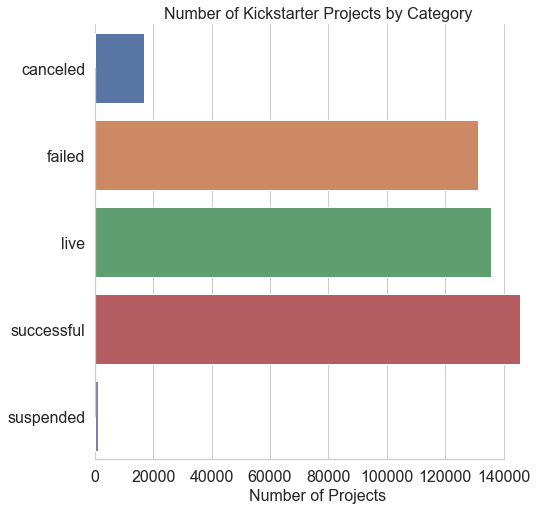 Number of Kickstarter Projects by Category
canceled
failed
live
successful
suspended
0 20000 40000 60000 80000 100000 120000 140000
Number of Projects